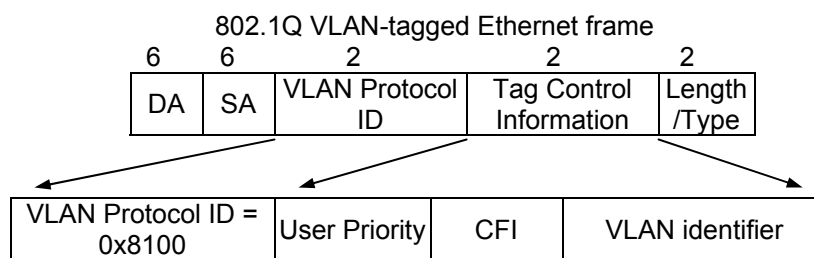 802.1Q VLAN-tagged Ethernet frame
6 6 2 2 2
DA SA VLAN Protocol ID Tag Control Information Length /Type
VLAN Protocol ID = 0x8100 User Priority CFI VLAN identifier